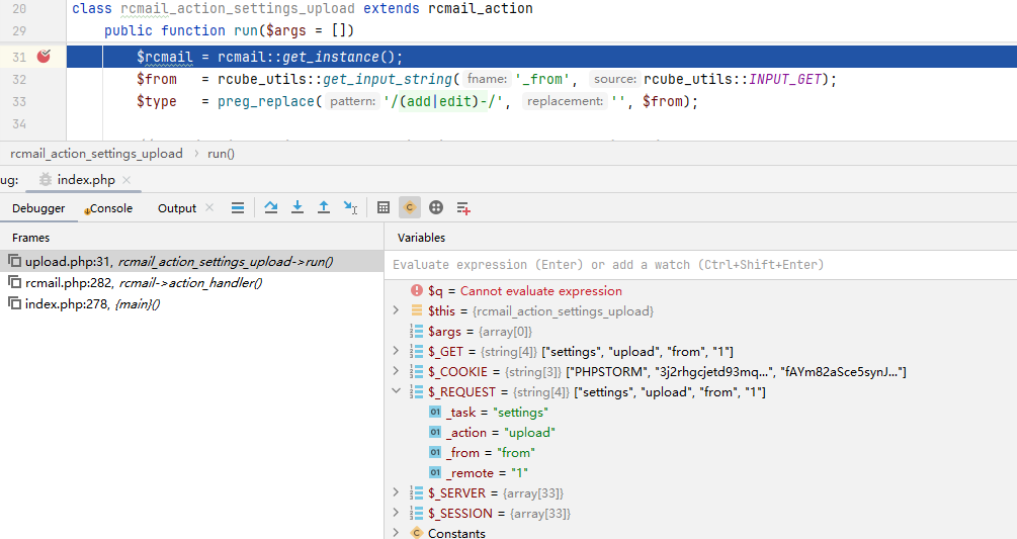 20 class rcmail_action_settings_upload extends rcmail_action
29 public function run($args = [])
31 $rcmail = rcmail::get_instance();
32 $from = rcube_utils::get_input_string( fname: '_from', source: rcube_utils::INPUT_GET);
33 $type = preg_replace( pattern: '/(add|edit)-/', replacement: '', $from);
34
rcmail_action_settings_upload › run()
ug: index.php ×
Debugger Console Output ×
Frames
upload.php:31, rcmail_action_settings_upload->run()
rcmail.php:282, rcmail->action_handler()
index.php:278, {main}()
Variables
Evaluate expression (Enter) or add a watch (Ctrl+Shift+Enter)
$q = Cannot evaluate expression
$this = {rcmail_action_settings_upload}
$args = {array[0]}
$_GET = {string[4]} ["settings", "upload", "from", "1"]
$_COOKIE = {string[3]} ["PHPSTORM", "3j2rhgcjetd93mq...", "fAYm82aSce5synJ..."]
$_REQUEST = {string[4]} ["settings", "upload", "from", "1"]
_task = "settings"
_action = "upload"
_from = "from"
_remote = "1"
$_SERVER = {array[33]}
$_SESSION = {array[33]}
Constants